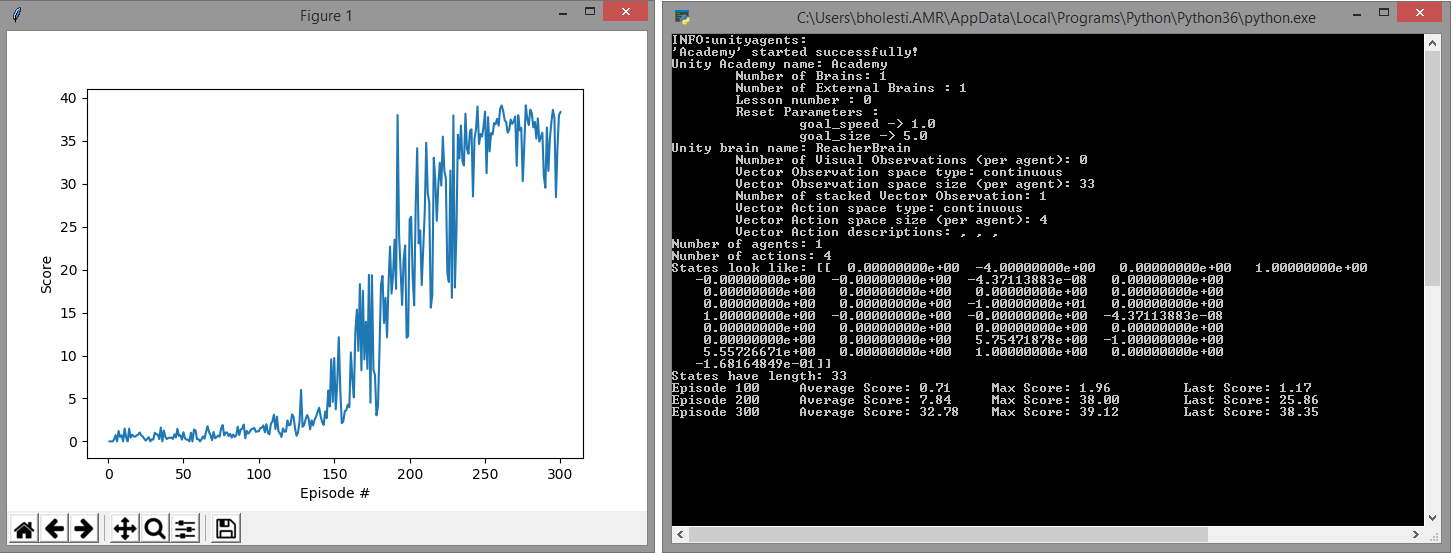 Figure 1
40
35
30
25
20
15
10
5
0
Score
0 50 100 150 200 250 300
Episode #
C:\Users\bholesti.AMR\AppData\Local\Programs\Python\Python36\python.exe
INFO:unityagents:
'Academy' started successfully!
Unity Academy name: Academy
Number of Brains: 1
Number of External Brains : 1
Lesson number : 0
Reset Parameters :
goal_speed -> 1.0
goal_size -> 5.0
Unity brain name: ReacherBrain
Number of Visual Observations (per agent): 0
Vector Observation space type: continuous
Vector Observation space size (per agent): 33
Number of stacked Vector Observation: 1
Vector Action space type: continuous
Vector Action space size (per agent): 4
Vector Action descriptions: , , ,
Number of agents: 1
Number of actions: 4
States look like: [[ 0.00000000e+00 -4.00000000e+00 0.00000000e+00 1.00000000e+00
-0.00000000e+00 -0.00000000e+00 -4.37113883e-08 0.00000000e+00
0.00000000e+00 0.00000000e+00 0.00000000e+00 0.00000000e+00
0.00000000e+00 0.00000000e+00 -1.00000000e+01 0.00000000e+00
1.00000000e+00 -0.00000000e+00 -0.00000000e+00 -4.37113883e-08
0.00000000e+00 0.00000000e+00 0.00000000e+00 0.00000000e+00
0.00000000e+00 0.00000000e+00 5.75471878e+00 -1.00000000e+00
5.55726671e+00 0.00000000e+00 1.00000000e+00 0.00000000e+00
-1.68164849e-01]]
States have length: 33
Episode 100 Average Score: 0.71 Max Score: 1.96 Last Score: 1.17
Episode 200 Average Score: 7.84 Max Score: 38.00 Last Score: 25.86
Episode 300 Average Score: 32.78 Max Score: 39.12 Last Score: 38.35